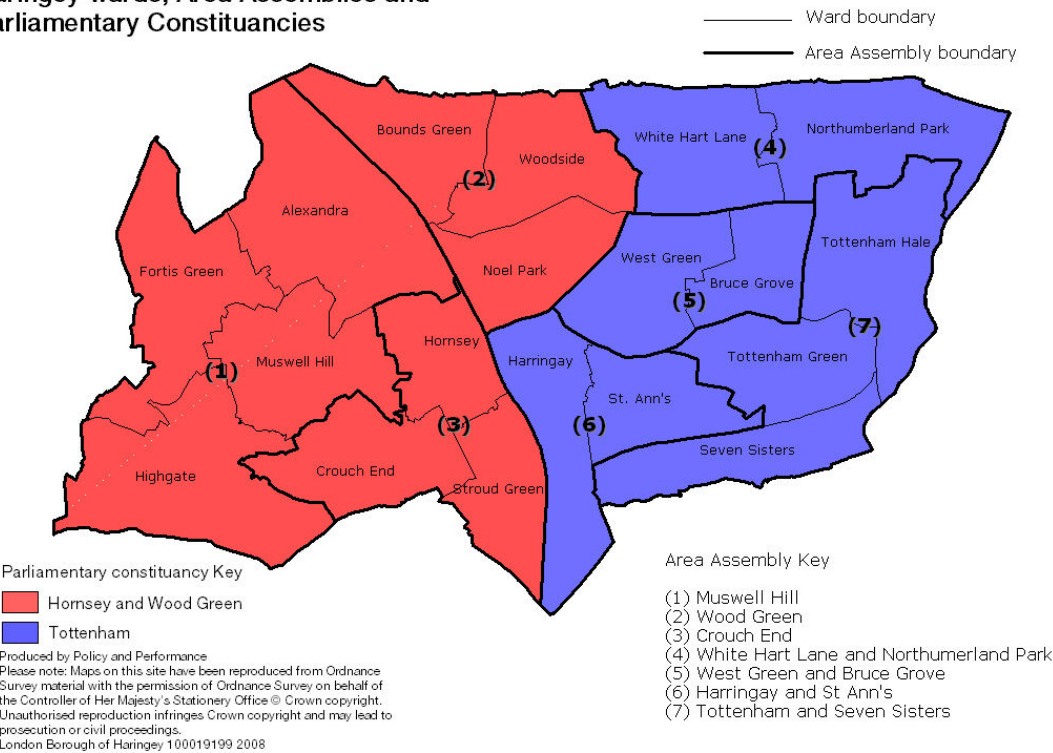 Wards, Area Assemblies and
Parliamentary Constituancies
Ward boundary
Area Assembly boundary
Bounds Green
White Hart Lane
Northumberland Park
(4)
Woodside
(2)
Alexandra
Tottenham Hale
West Green
Fortis Green
Noel Park
Bruce Grove
(5)
(7)
Hornsey
Tottenham Green
Harringay
Muswell Hill
(1)
St. Ann's
(3)
(6)
Seven Sisters
Crouch End
Highgate
Stroud Green
Parliamentary constituancy Key
Hornsey and Wood Green
Tottenham
Produced by Policy and Performance
Please note: Maps on this site have been reproduced from Ordnance
Survey material with the permission of Ordnance Survey on behalf of
the Controller of Her Majesty's Stationery Office © Crown copyright.
Unauthorised reproduction infringes Crown copyright and may lead to
prosecution or civil proceedings.
London Borough of Haringey 100019199 2008
Area Assembly Key
(1) Muswell Hill
(2) Wood Green
(3) Crouch End
(4) White Hart Lane and Northumerland Park
(5) West Green and Bruce Grove
(6) Harringay and St Ann's
(7) Tottenham and Seven Sisters